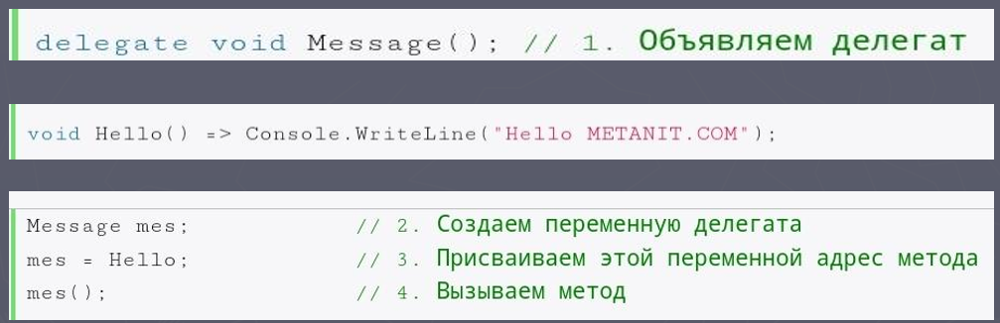 delegate void Message(); // 1. Объявляем делегат
void Hello() => Console.WriteLine("Hello METANIT.COM");
Message mes; // 2. Создаем переменную делегата
mes = Hello; // 3. Присваиваем этой переменной адрес метода
mes(); // 4. Вызываем метод